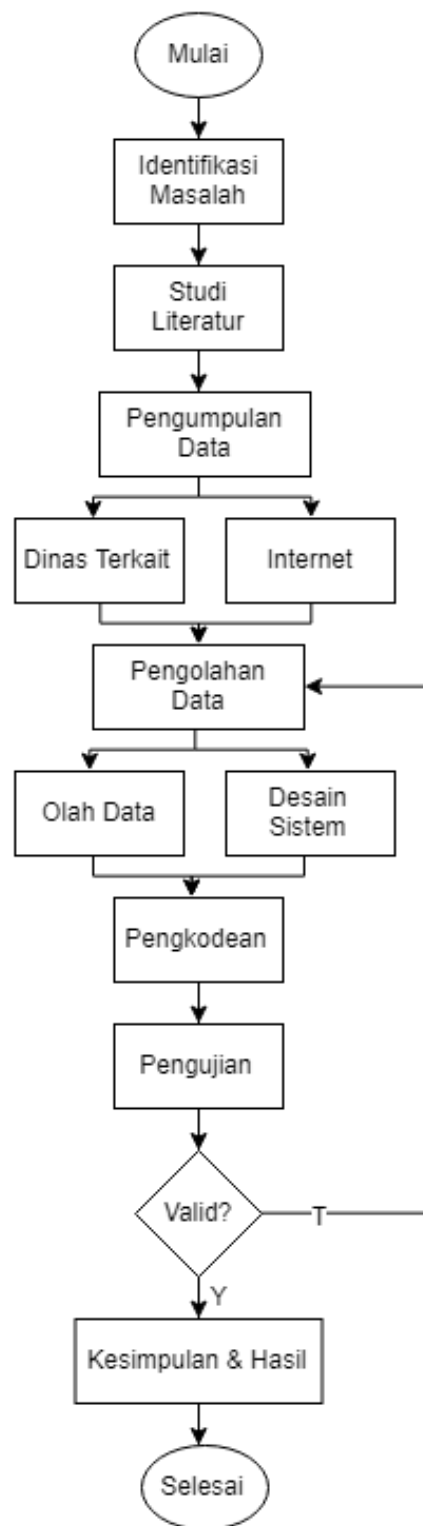 Mulai
Identifikasi
Masalah
Studi
Literatur
Pengumpulan
Data
Dinas Terkait
Internet
Pengolahan
Data
Olah Data
Desain
Sistem
Pengkodean
Pengujian
Valid?
T
Y
Kesimpulan & Hasil
Selesai